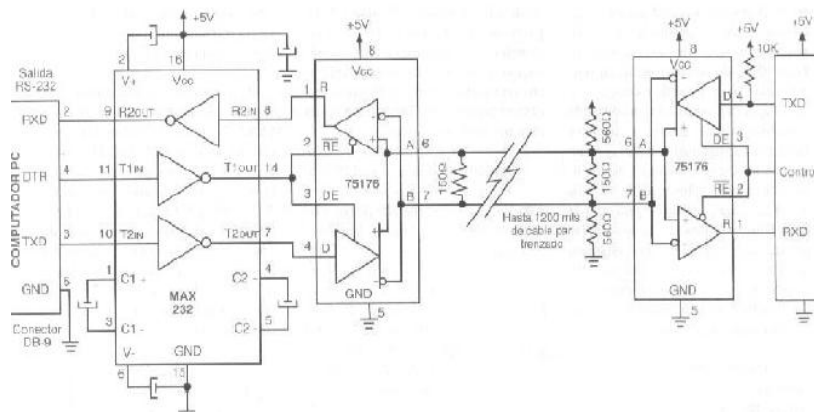 +5V
+5V
+5V
+5V
+5V
2
16
8
8
10K
Salida
RS-232
V+
Vcc
Vcc
Vcc
RXD
2
9
R2OUT
R2IN
8
1
R
D
4
TXD
2
RE
6
A
560Ω
6
A
DE
3
DTR
4
11
T1IN
T1OUT
14
75176
150Ω
150Ω
75176
Control
3
DE
B
7
7
B
RE
2
COMPUTADOR PC
TXD
3
10
T2IN
T2OUT
7
4
D
Hasta 1200 mts
de cable par
trenzado
560Ω
R
1
RXD
GND
5
1
C1 +
C2 -
4
MAX
232
GND
GND
5
5
3
C1 -
C2 -
5
Conector
DB-9
V-
GND
6
15